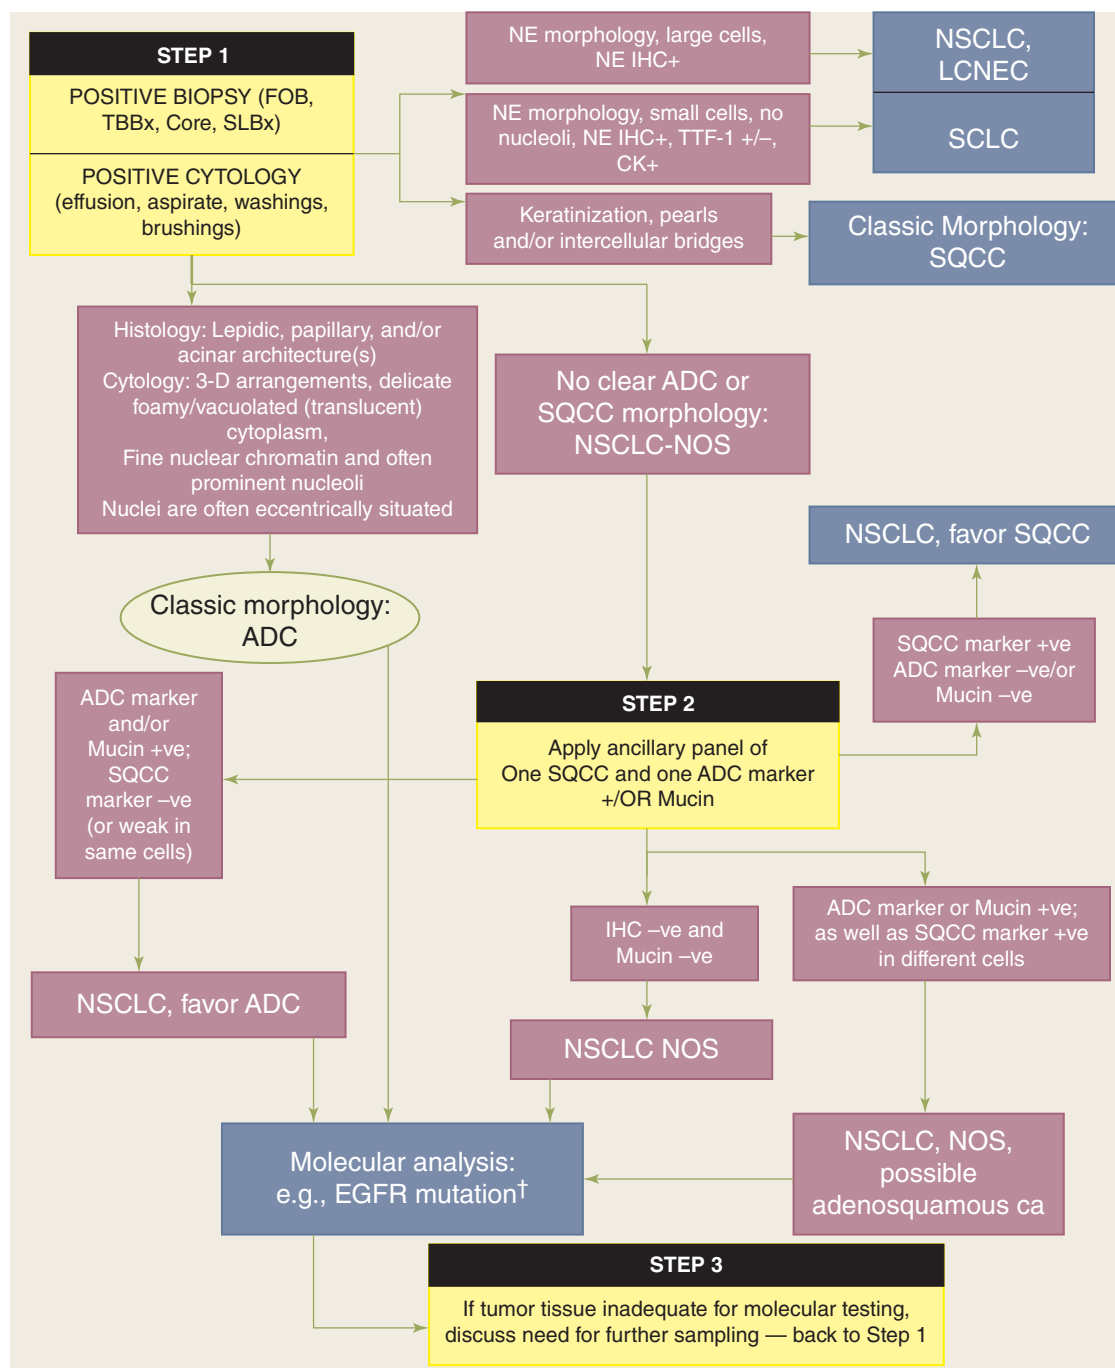 STEP 1
POSITIVE BIOPSY (FOB,
TBBx, Core, SLBx)
POSITIVE CYTOLOGY
(effusion, aspirate, washings,
brushings)
NE morphology, large cells,
NE IHC+
NSCLC,
LCNEC
NE morphology, small cells, no
nucleoli, NE IHC+, TTF-1 +/–,
CK+
SCLC
Keratinization, pearls
and/or intercellular bridges
Classic Morphology:
SQCC
Histology: Lepidic, papillary, and/or
acinar architecture(s)
Cytology: 3-D arrangements, delicate
foamy/vacuolated (translucent)
cytoplasm,
Fine nuclear chromatin and often
prominent nucleoli
Nuclei are often eccentrically situated
No clear ADC or
SQCC morphology:
NSCLC-NOS
NSCLC, favor SQCC
Classic morphology:
ADC
SQCC marker +ve
ADC marker –ve/or
Mucin –ve
ADC marker
and/or
Mucin +ve;
SQCC
marker –ve
(or weak in
same cells)
STEP 2
Apply ancillary panel of
One SQCC and one ADC marker
+/OR Mucin
IHC –ve and
Mucin –ve
ADC marker or Mucin +ve;
as well as SQCC marker +ve
in different cells
NSCLC, favor ADC
NSCLC NOS
Molecular analysis:
e.g., EGFR mutation†
NSCLC, NOS,
possible
adenosquamous ca
STEP 3
If tumor tissue inadequate for molecular testing,
discuss need for further sampling — back to Step 1